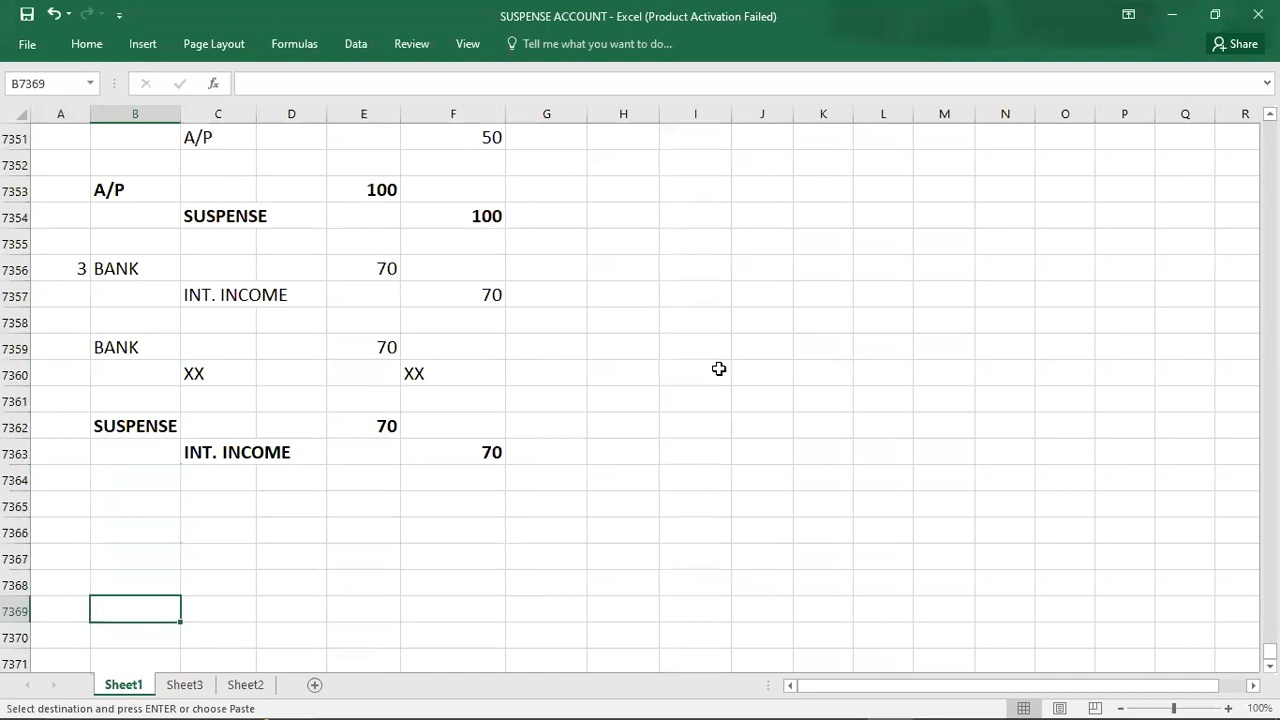 SUSPENSE ACCOUNT - Excel (Product Activation Failed)
File Home Insert Page Layout Formulas Data Review View Tell me what you want to do... Share
B7369 fx
A B C D E F G H I J K L M N O P Q R
7351 A/P 50
7352
7353 A/P 100
7354 SUSPENSE 100
7355
7356 3 BANK 70
7357 INT. INCOME 70
7358
7359 BANK 70
7360 XX XX
7361
7362 SUSPENSE 70
7363 INT. INCOME 70
7364
7365
7366
7367
7368
7369
7370
7371
Sheet1 Sheet3 Sheet2
Select destination and press ENTER or choose Paste 100%